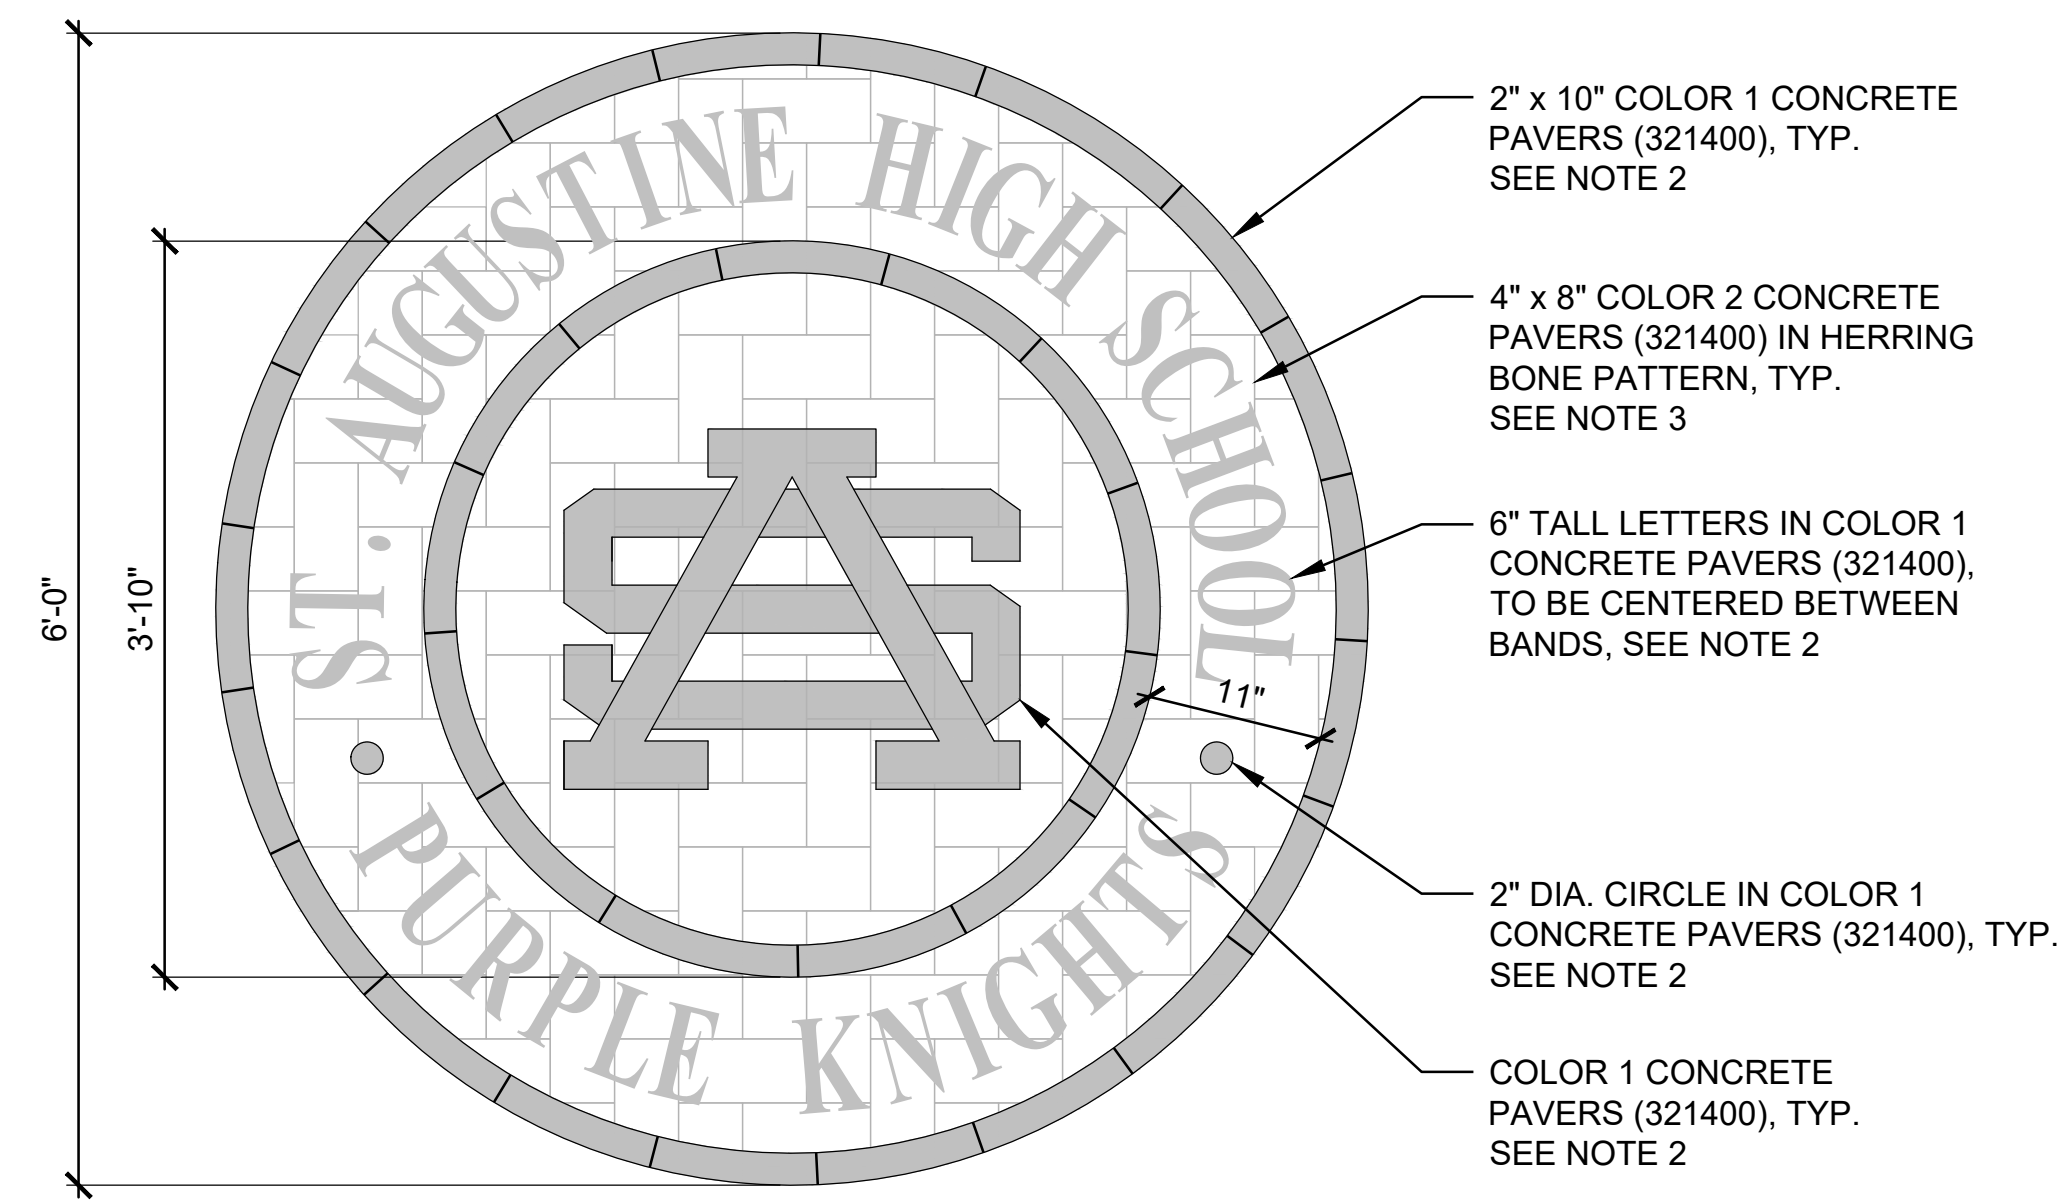 ST. AUGUSTINE HIGH SCHOOL
PURPLE KNIGHTS
SA
6'-0"
3'-10"
11"
2" x 10" COLOR 1 CONCRETE
PAVERS (321400), TYP.
SEE NOTE 2
4" x 8" COLOR 2 CONCRETE
PAVERS (321400) IN HERRING
BONE PATTERN, TYP.
SEE NOTE 3
6" TALL LETTERS IN COLOR 1
CONCRETE PAVERS (321400),
TO BE CENTERED BETWEEN
BANDS, SEE NOTE 2
2" DIA. CIRCLE IN COLOR 1
CONCRETE PAVERS (321400), TYP.
SEE NOTE 2
COLOR 1 CONCRETE
PAVERS (321400), TYP.
SEE NOTE 2